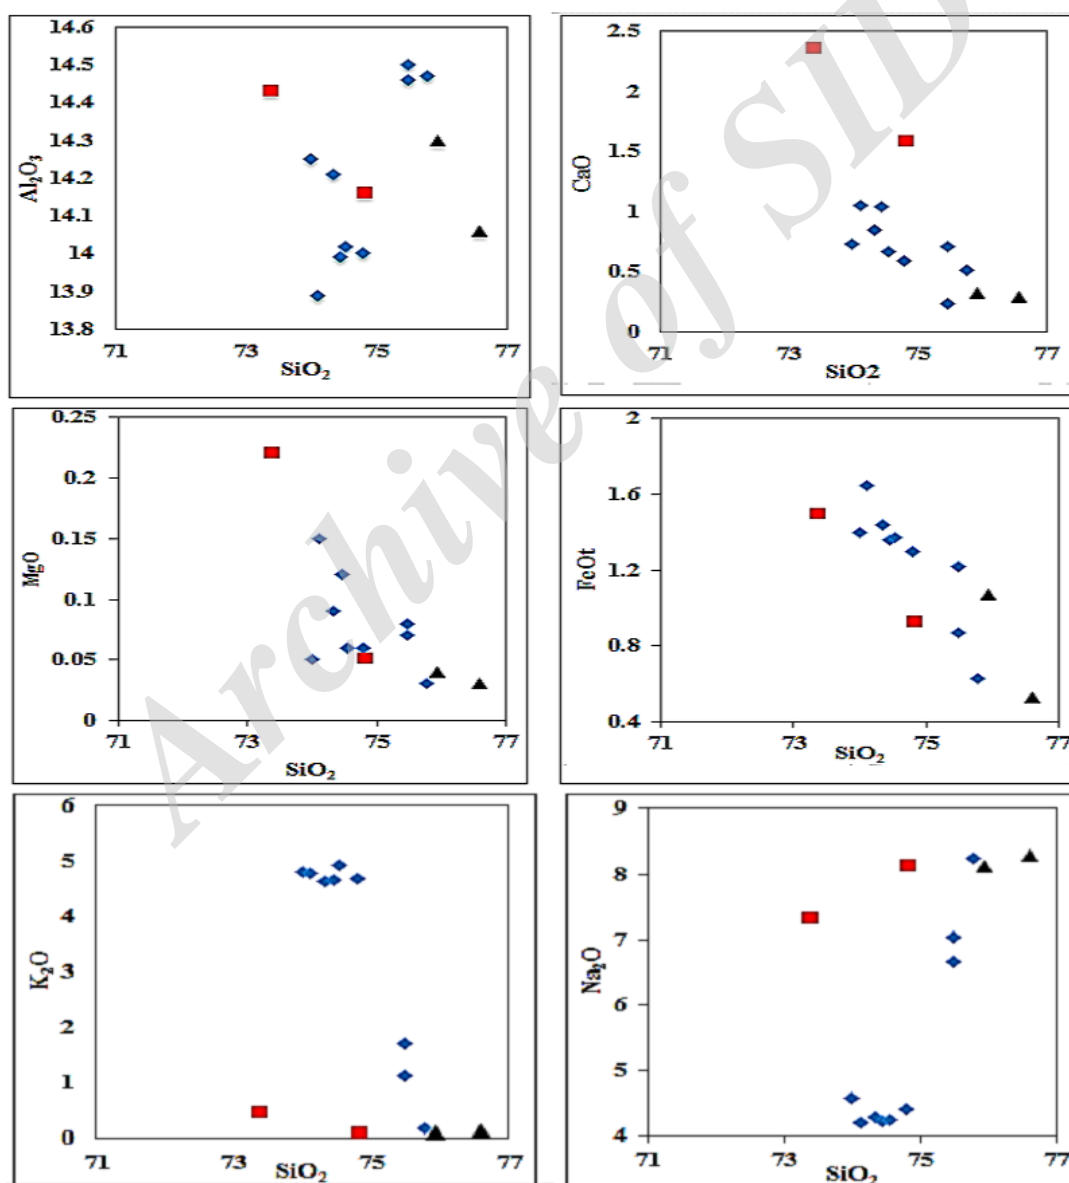 14.6
14.5
14.4
14.3
14.2
14.1
14
13.9
13.8
Al₂O₃
71 73 75 77
SiO₂
2.5
2
1.5
1
0.5
0
CaO
71 73 75 77
SiO2
0.25
0.2
0.15
0.1
0.05
0
MgO
71 73 75 77
SiO₂
2
1.6
1.2
0.8
0.4
FeOt
71 73 75 77
SiO₂
6
5
4
3
2
1
0
K₂O
71 73 75 77
SiO₂
9
8
7
6
5
4
Na₂O
71 73 75 77
SiO₂
Archive of SID